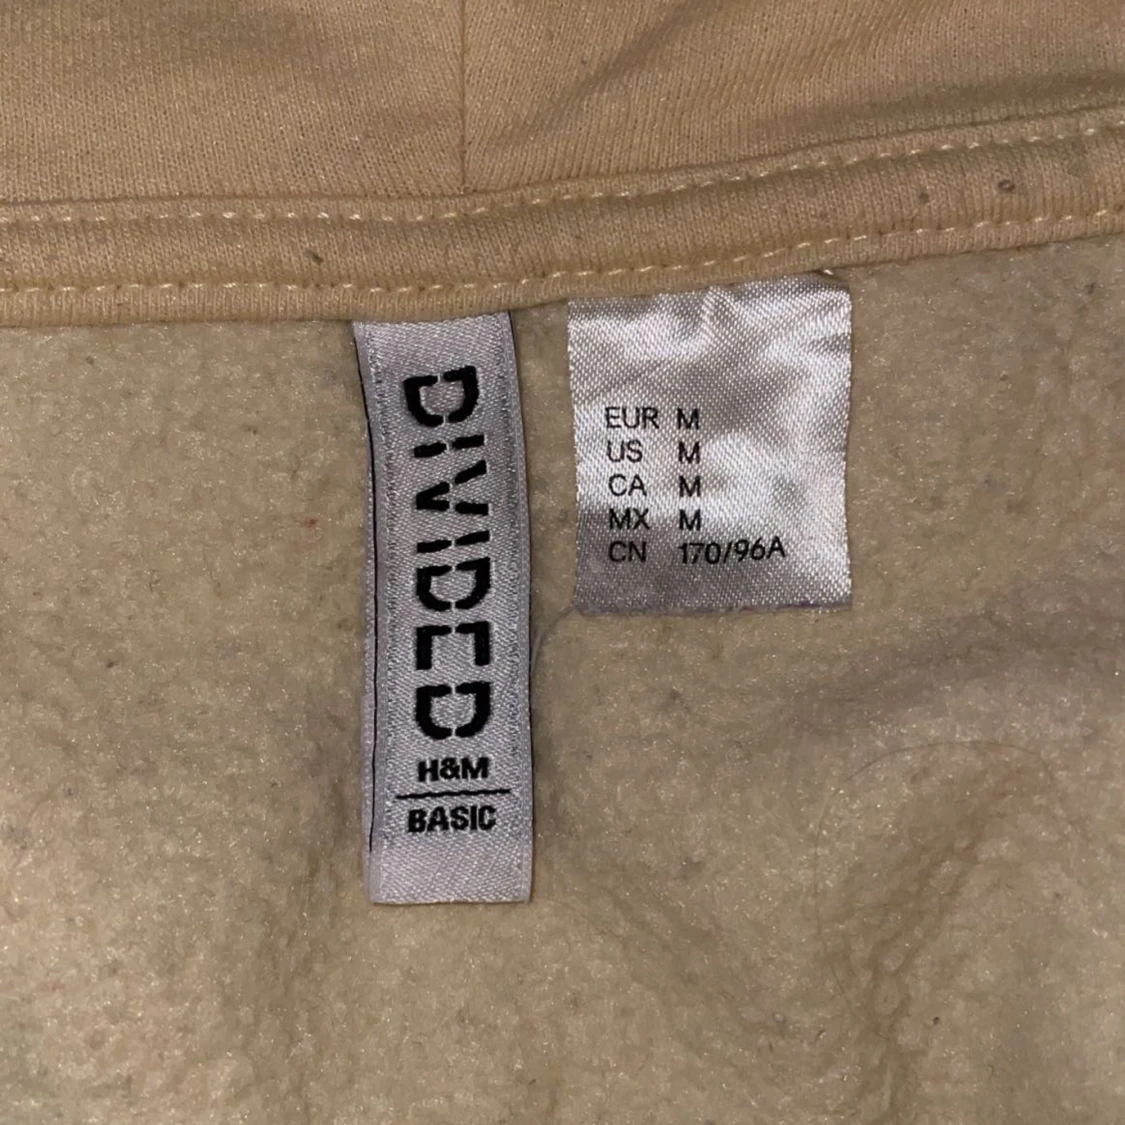 DIVIDED
H&M
BASIC
EUR M
US M
CA M
MX M
CN 170/96A